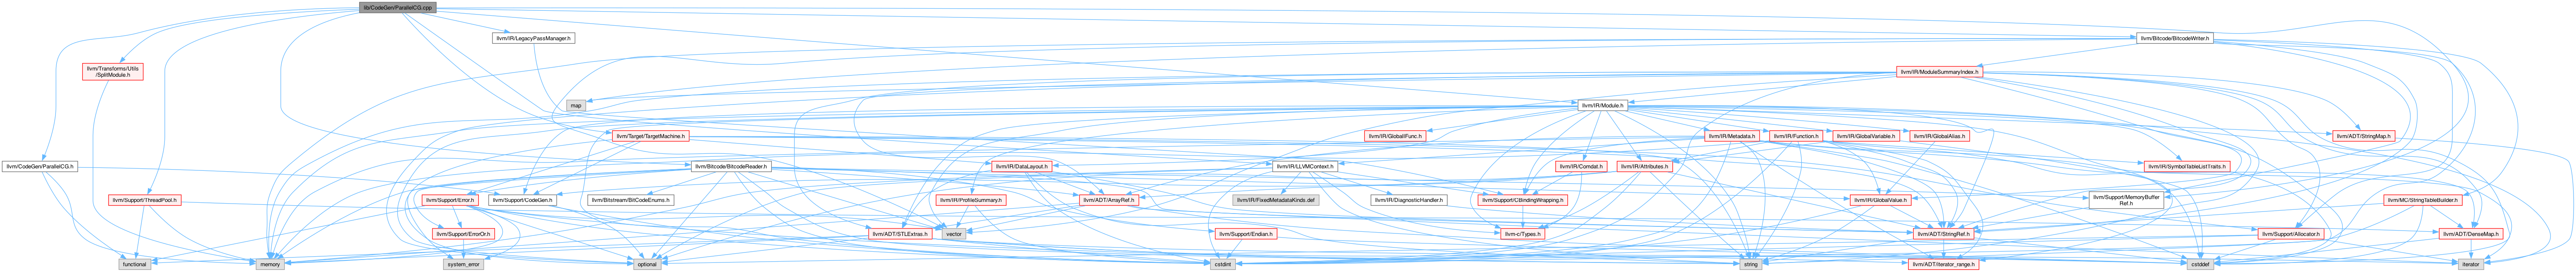 lib/CodeGen/ParallelCG.cpp
llvm/IR/LegacyPassManager.h
llvm/Bitcode/BitcodeWriter.h
llvm/Transforms/Utils
/SplitModule.h
llvm/IR/ModuleSummaryIndex.h
map
llvm/IR/Module.h
llvm/Target/TargetMachine.h
llvm/IR/GlobalIFunc.h
llvm/IR/Metadata.h
llvm/IR/Function.h
llvm/IR/GlobalVariable.h
llvm/IR/GlobalAlias.h
llvm/ADT/StringMap.h
llvm/CodeGen/ParallelCG.h
llvm/Bitcode/BitcodeReader.h
llvm/IR/DataLayout.h
llvm/IR/LLVMContext.h
llvm/IR/Comdat.h
llvm/IR/Attributes.h
llvm/IR/SymbolTableListTraits.h
llvm/Support/ThreadPool.h
llvm/Support/Error.h
llvm/Support/CodeGen.h
llvm/Bitstream/BitCodeEnums.h
llvm/IR/ProfileSummary.h
llvm/ADT/ArrayRef.h
llvm/IR/FixedMetadataKinds.def
llvm/IR/DiagnosticHandler.h
llvm/Support/CBindingWrapping.h
llvm/IR/GlobalValue.h
llvm/Support/MemoryBuffer
Ref.h
llvm/MC/StringTableBuilder.h
llvm/Support/ErrorOr.h
llvm/ADT/STLExtras.h
vector
llvm/Support/Endian.h
llvm-c/Types.h
llvm/ADT/StringRef.h
llvm/Support/Allocator.h
llvm/ADT/DenseMap.h
functional
memory
system_error
optional
cstdint
string
llvm/ADT/iterator_range.h
cstddef
iterator